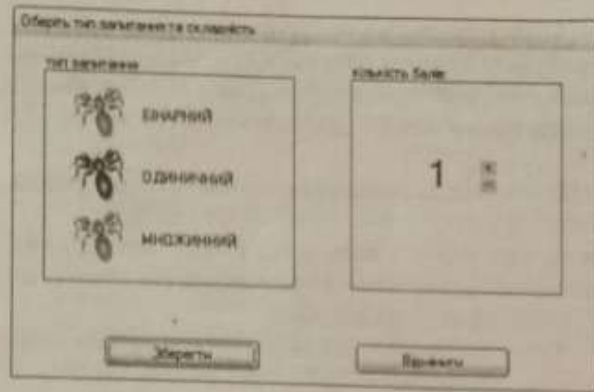 Оберіть тип запитання та складність
тип запитання
БІНАРНИЙ
ОДИНИЧНИЙ
МНОЖИННИЙ
кількість балів
1
Зберегти
Відмінити